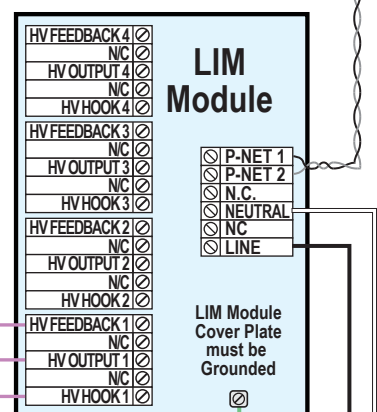 HV FEEDBACK 4
N/C
HV OUTPUT 4
N/C
HV HOOK 4
HV FEEDBACK 3
N/C
HV OUTPUT 3
N/C
HV HOOK 3
HV FEEDBACK 2
N/C
HV OUTPUT 2
N/C
HV HOOK 2
HV FEEDBACK 1
N/C
HV OUTPUT 1
N/C
HV HOOK 1
LIM
Module
P-NET 1
P-NET 2
N.C.
NEUTRAL
NC
LINE
LIM Module
Cover Plate
must be
Grounded